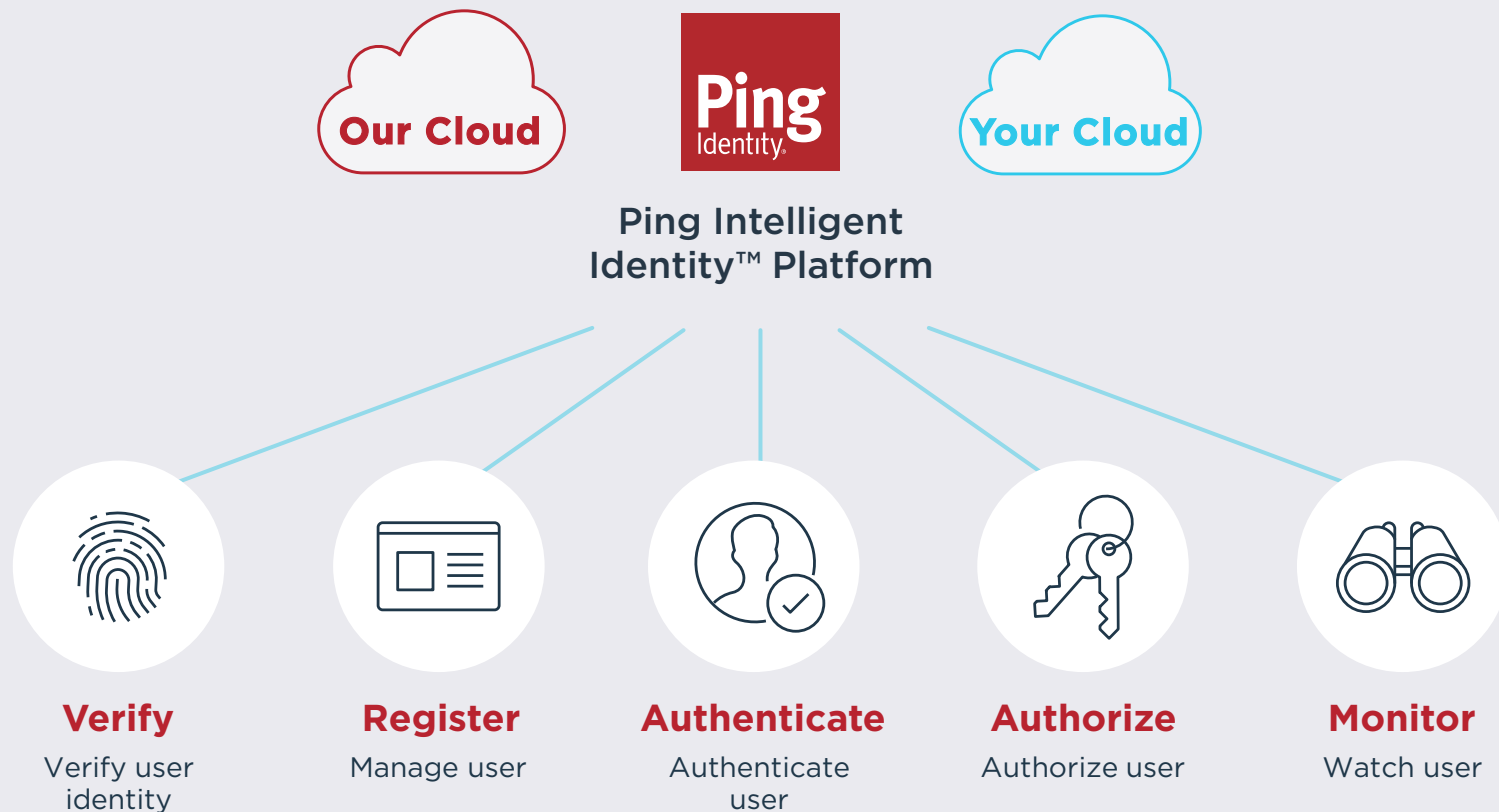 Our Cloud
Ping
Identity®
Your Cloud
Ping Intelligent
Identity™ Platform
Verify
Verify user
identity
Register
Manage user
Authenticate
Authenticate
user
Authorize
Authorize user
Monitor
Watch user